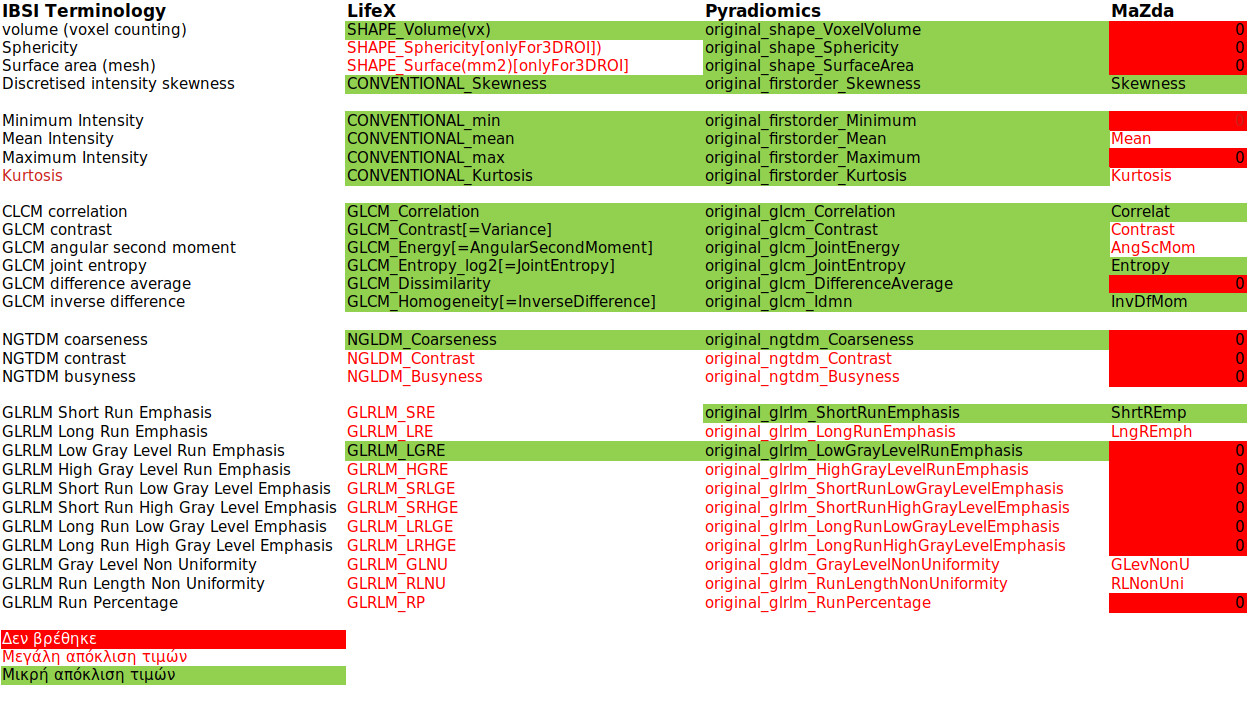 IBSI Terminology LifeX Pyradiomics MaZda
volume (voxel counting) SHAPE_Volume(vx) original_shape_VoxelVolume 0
Sphericity SHAPE_Sphericity[onlyFor3DROI]) original_shape_Sphericity 0
Surface area (mesh) SHAPE_Surface(mm2)[onlyFor3DROI] original_shape_SurfaceArea 0
Discretised intensity skewness CONVENTIONAL_Skewness original_firstorder_Skewness Skewness
Minimum Intensity CONVENTIONAL_min original_firstorder_Minimum 0
Mean Intensity CONVENTIONAL_mean original_firstorder_Mean Mean
Maximum Intensity CONVENTIONAL_max original_firstorder_Maximum 0
Kurtosis CONVENTIONAL_Kurtosis original_firstorder_Kurtosis Kurtosis
CLCM correlation GLCM_Correlation original_glcm_Correlation Correlat
GLCM contrast GLCM_Contrast[=Variance] original_glcm_Contrast Contrast
GLCM angular second moment GLCM_Energy[=AngularSecondMoment] original_glcm_JointEnergy AngScMom
GLCM joint entropy GLCM_Entropy_log2[=JointEntropy] original_glcm_JointEntropy Entropy
GLCM difference average GLCM_Dissimilarity original_glcm_DifferenceAverage 0
GLCM inverse difference GLCM_Homogeneity[=InverseDifference] original_glcm_Idmn InvDfMom
NGTDM coarseness NGLDM_Coarseness original_ngtdm_Coarseness 0
NGTDM contrast NGLDM_Contrast original_ngtdm_Contrast 0
NGTDM busyness NGLDM_Busyness original_ngtdm_Busyness 0
GLRLM Short Run Emphasis GLRLM_SRE original_glrlm_ShortRunEmphasis ShrtREmp
GLRLM Long Run Emphasis GLRLM_LRE original_glrlm_LongRunEmphasis LngREmph
GLRLM Low Gray Level Run Emphasis GLRLM_LGRE original_glrlm_LowGrayLevelRunEmphasis 0
GLRLM High Gray Level Run Emphasis GLRLM_HGRE original_glrlm_HighGrayLevelRunEmphasis 0
GLRLM Short Run Low Gray Level Emphasis GLRLM_SRLGE original_glrlm_ShortRunLowGrayLevelEmphasis 0
GLRLM Short Run High Gray Level Emphasis GLRLM_SRHGE original_glrlm_ShortRunHighGrayLevelEmphasis 0
GLRLM Long Run Low Gray Level Emphasis GLRLM_LRLGE original_glrlm_LongRunLowGrayLevelEmphasis 0
GLRLM Long Run High Gray Level Emphasis GLRLM_LRHGE original_glrlm_LongRunHighGrayLevelEmphasis 0
GLRLM Gray Level Non Uniformity GLRLM_GLNU original_gldm_GrayLevelNonUniformity GLevNonU
GLRLM Run Length Non Uniformity GLRLM_RLNU original_glrlm_RunLengthNonUniformity RLNonUni
GLRLM Run Percentage GLRLM_RP original_glrlm_RunPercentage 0
Δεν βρέθηκε
Μεγάλη απόκλιση τιμών
Μικρή απόκλιση τιμών